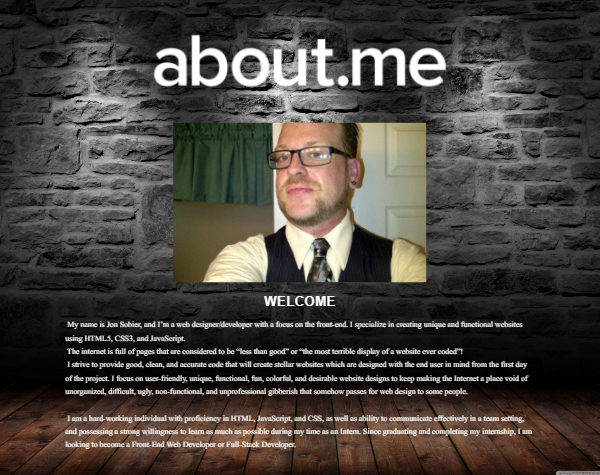 about.me
WELCOME
My name is Jon Sobier, and I'm a web designer/developer with a focus on the front-end. I specialize in creating unique and functional websites
using HTML5, CSS3, and JavaScript.
The internet is full of pages that are considered to be “less than good” or “the most terrible display of a website ever coded”!
I strive to provide good, clean, and accurate code that will create stellar websites which are designed with the end user in mind from the first day
of the project. I focus on user-friendly, unique, functional, fun, colorful, and desirable website designs to keep making the Internet a place void of
unorganized, difficult, ugly, non-functional, and unprofessional gibberish that somehow passes for web design to some people.
I am a hard-working individual with proficiency in HTML, JavaScript, and CSS, as well as ability to communicate effectively in a team setting,
and possessing a strong willingness to learn as much as possible during my time as an Intern. Since graduating and completing my internship, I am
looking to become a Front-End Web Developer or Full-Stack Developer.